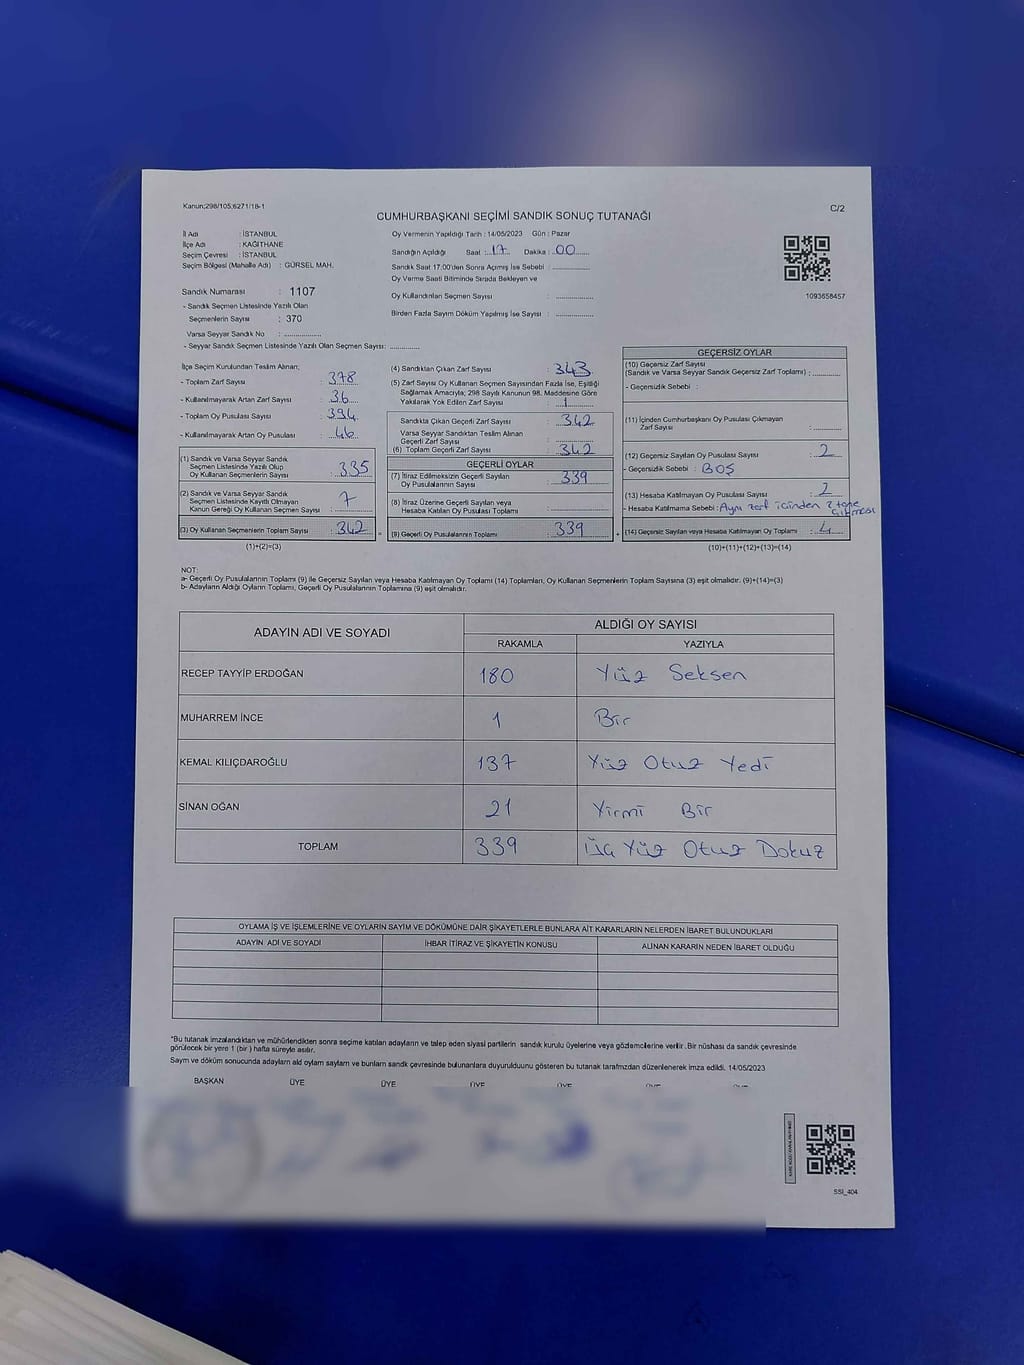 Kanun:298/105;6271/18-1
C/2
CUMHURBAŞKANI SEÇİMİ SANDIK SONUÇ TUTANAĞI
İl Adı : İSTANBUL
İlçe Adı : KAĞITHANE
Seçim Çevresi : İSTANBUL
Seçim Bölgesi (Mahalle Adı) : GÜRSEL MAH.
Sandık Numarası : 1107
- Sandık Seçmen Listesinde Yazılı Olan
Seçmenlerin Sayısı : 370
Varsa Seyyar Sandık No :
- Seyyar Sandık Seçmen Listesinde Yazılı Olan Seçmen Sayısı:
Oy Vermenin Yapıldığı Tarih : 14/05/2023 Gün : Pazar
Sandığın Açıldığı Saat : 17 Dakika : 00
Sandık Saat 17:00'den Sonra Açımış İse Sebebi :
Oy Verme Saati Bitiminde Sırada Bekleyen ve
Oy Kullandırılan Seçmen Sayısı :
Birden Fazla Sayım Döküm Yapılmış İse Sayısı :
1093658457
İlçe Seçim Kurulundan Teslim Alınan;
- Toplam Zarf Sayısı : 378
- Kullanılmayarak Artan Zarf Sayısı : 36
- Toplam Oy Pusulası Sayısı : 394
- Kullanılmayarak Artan Oy Pusulası : 46
(1) Sandık ve Varsa Seyyar Sandık
Seçmen Listesinde Yazılı Olup
Oy Kullanan Seçmenlerin Sayısı : 335
(2) Sandık ve Varsa Seyyar Sandık
Seçmen Listesinde Kayıtlı Olmayan
Kanun Gereği Oy Kullanan Seçmen Sayısı : 7
(3) Oy Kullanan Seçmenlerin Toplam Sayısı : 342
(1)+(2)=(3)
(4) Sandıktan Çıkan Zarf Sayısı : 343
(5) Zarf Sayısı Oy Kullanan Seçmen Sayısından Fazla İse, Eşitliği
Sağlamak Amacıyla; 298 Sayılı Kanunun 98. Maddesine Göre
Yakılarak Yok Edilen Zarf Sayısı : 1
Sandıkta Çıkan Geçerli Zarf Sayısı : 342
Varsa Seyyar Sandıktan Teslim Alınan
Geçerli Zarf Sayısı
(6) Toplam Geçerli Zarf Sayısı : 342
GEÇERLİ OYLAR
(7) İtiraz Edilmeksizin Geçerli Sayılan
Oy Pusulalarının Sayısı : 339
(8) İtiraz Üzerine Geçerli Sayılan veya
Hesaba Katılan Oy Pusulası Toplamı :
= (9) Geçerli Oy Pusulalarının Toplamı : 339 +
GEÇERSİZ OYLAR
(10) Geçersiz Zarf Sayısı
(Sandık ve Varsa Seyyar Sandık Geçersiz Zarf Toplamı) :
- Geçersizlik Sebebi :
(11) İçinden Cumhurbaşkanı Oy Pusulası Çıkmayan
Zarf Sayısı :
(12) Geçersiz Sayılan Oy Pusulası Sayısı : 2
- Geçersizlik Sebebi : BOŞ
(13) Hesaba Katılmayan Oy Pusulası Sayısı : 2
- Hesaba Katılmama Sebebi : Aynı zarf içinden 2 tane çıkması
(14) Geçersiz Sayılan veya Hesaba Katılmayan Oy Toplamı : 4
(10)+(11)+(12)+(13)=(14)
NOT:
a- Geçerli Oy Pusulalarının Toplamı (9) ile Geçersiz Sayılan veya Hesaba Katılmayan Oy Toplamı (14) Toplamları, Oy Kullanan Seçmenlerin Toplam Sayısına (3) eşit olmalıdır. (9)+(14)=(3)
b- Adayların Aldığı Oyların Toplamı, Geçerli Oy Pusulalarının Toplamına (9) eşit olmalıdır.
ADAYIN ADI VE SOYADI ALDIĞI OY SAYISI
RAKAMLA YAZIYLA
RECEP TAYYİP ERDOĞAN 180 Yüz Seksen
MUHARREM İNCE 1 Bir
KEMAL KILIÇDAROĞLU 137 Yüz Otuz Yedi
SİNAN OĞAN 21 Yirmi Bir
TOPLAM 339 Üç Yüz Otuz Dokuz
OYLAMA İŞ VE İŞLEMLERİNE VE OYLARIN SAYIM VE DÖKÜMÜNE DAİR ŞİKAYETLERLE BUNLARA AİT KARARLARIN NELERDEN İBARET BULUNDUKLARI
ADAYIN ADI VE SOYADI İHBAR İTİRAZ VE ŞİKAYETİN KONUSU ALINAN KARARIN NEDEN İBARET OLDUĞU
"Bu tutanak imzalandıktan ve mühürlendikten sonra seçime katılan adayların ve talep eden siyasi partilerin sandık kurulu üyelerine veya gözlemcilerine verilir. Bir nüshası da sandık çevresinde
görülecek bir yere 1 (bir) hafta süreyle asılır.
Sayım ve döküm sonucunda adayların aldı oyların sayıları ve bunların sandık çevresinde bulunanlara duyurulduunu gösteren bu tutanak tarafımızdan düzenlenerek imza edildi. 14/05/2023
BAŞKAN ÜYE ÜYE ÜYE ÜYE
SSI_404